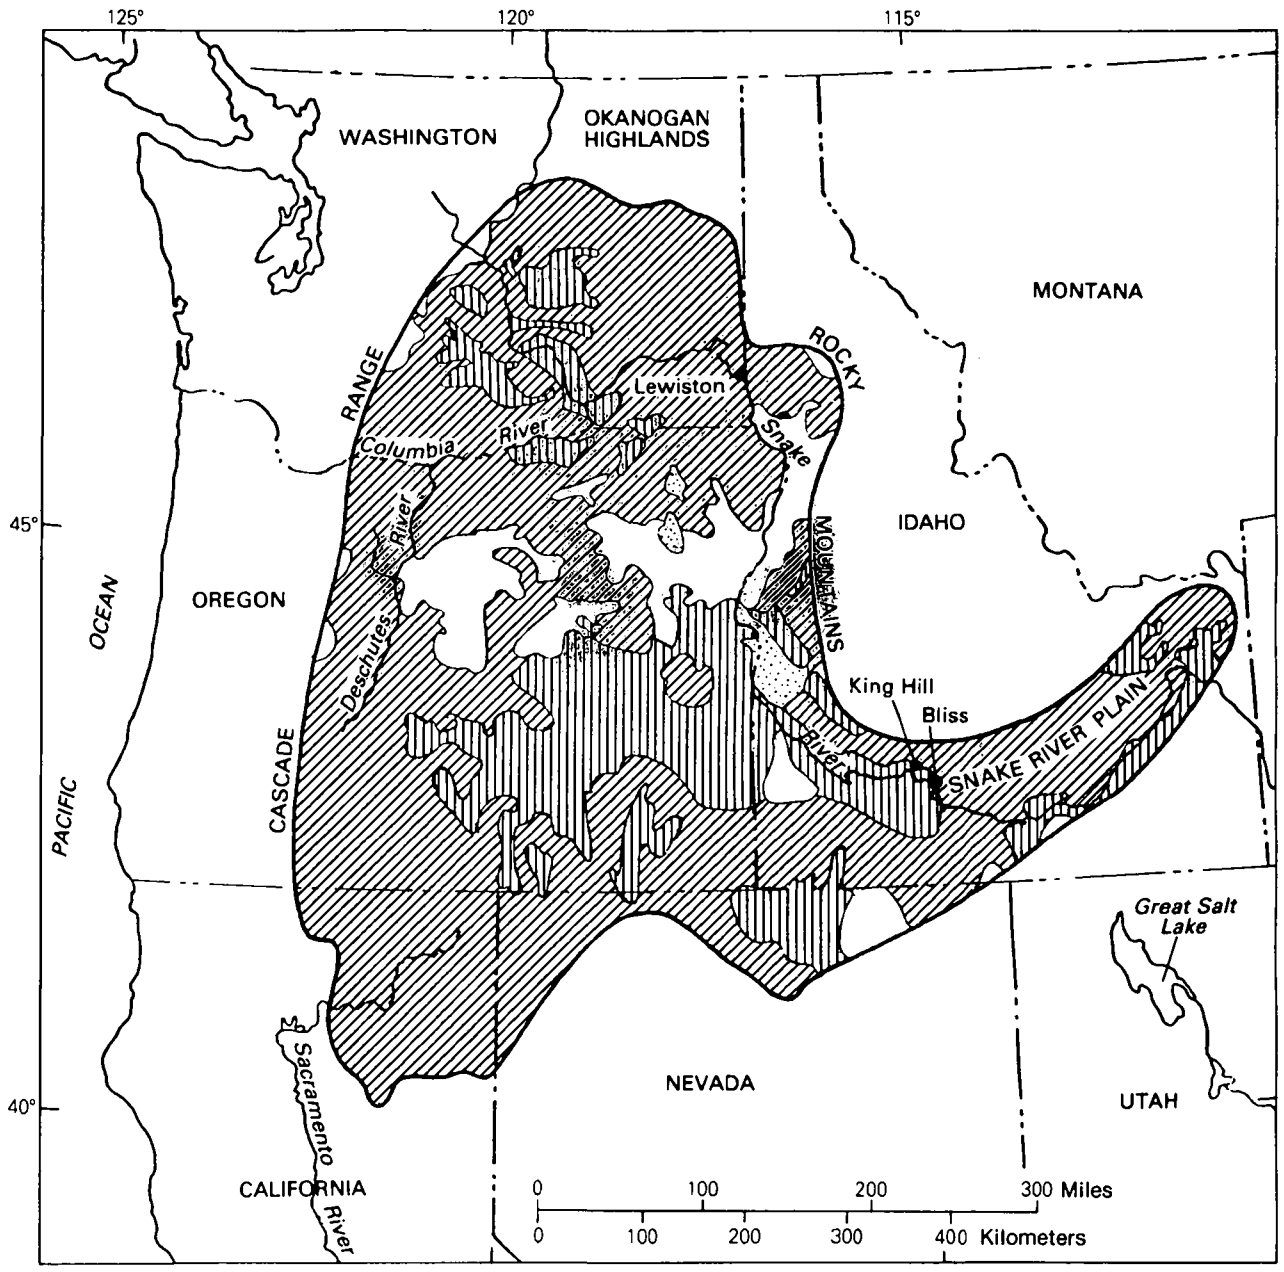 125°
120°
115°
WASHINGTON
OKANOGAN
HIGHLANDS
MONTANA
ROCKY
RANGE
Lewiston
Columbia
River
Snake
River
45°
IDAHO
MOUNTAINS
OCEAN
OREGON
Deschutes
King Hill
Bliss
River
SNAKE RIVER PLAIN
CASCADE
PACIFIC
Great Salt
Lake
40°
Sacramento
River
NEVADA
UTAH
CALIFORNIA
0 100 200 300 Miles
0 100 200 300 400 Kilometers